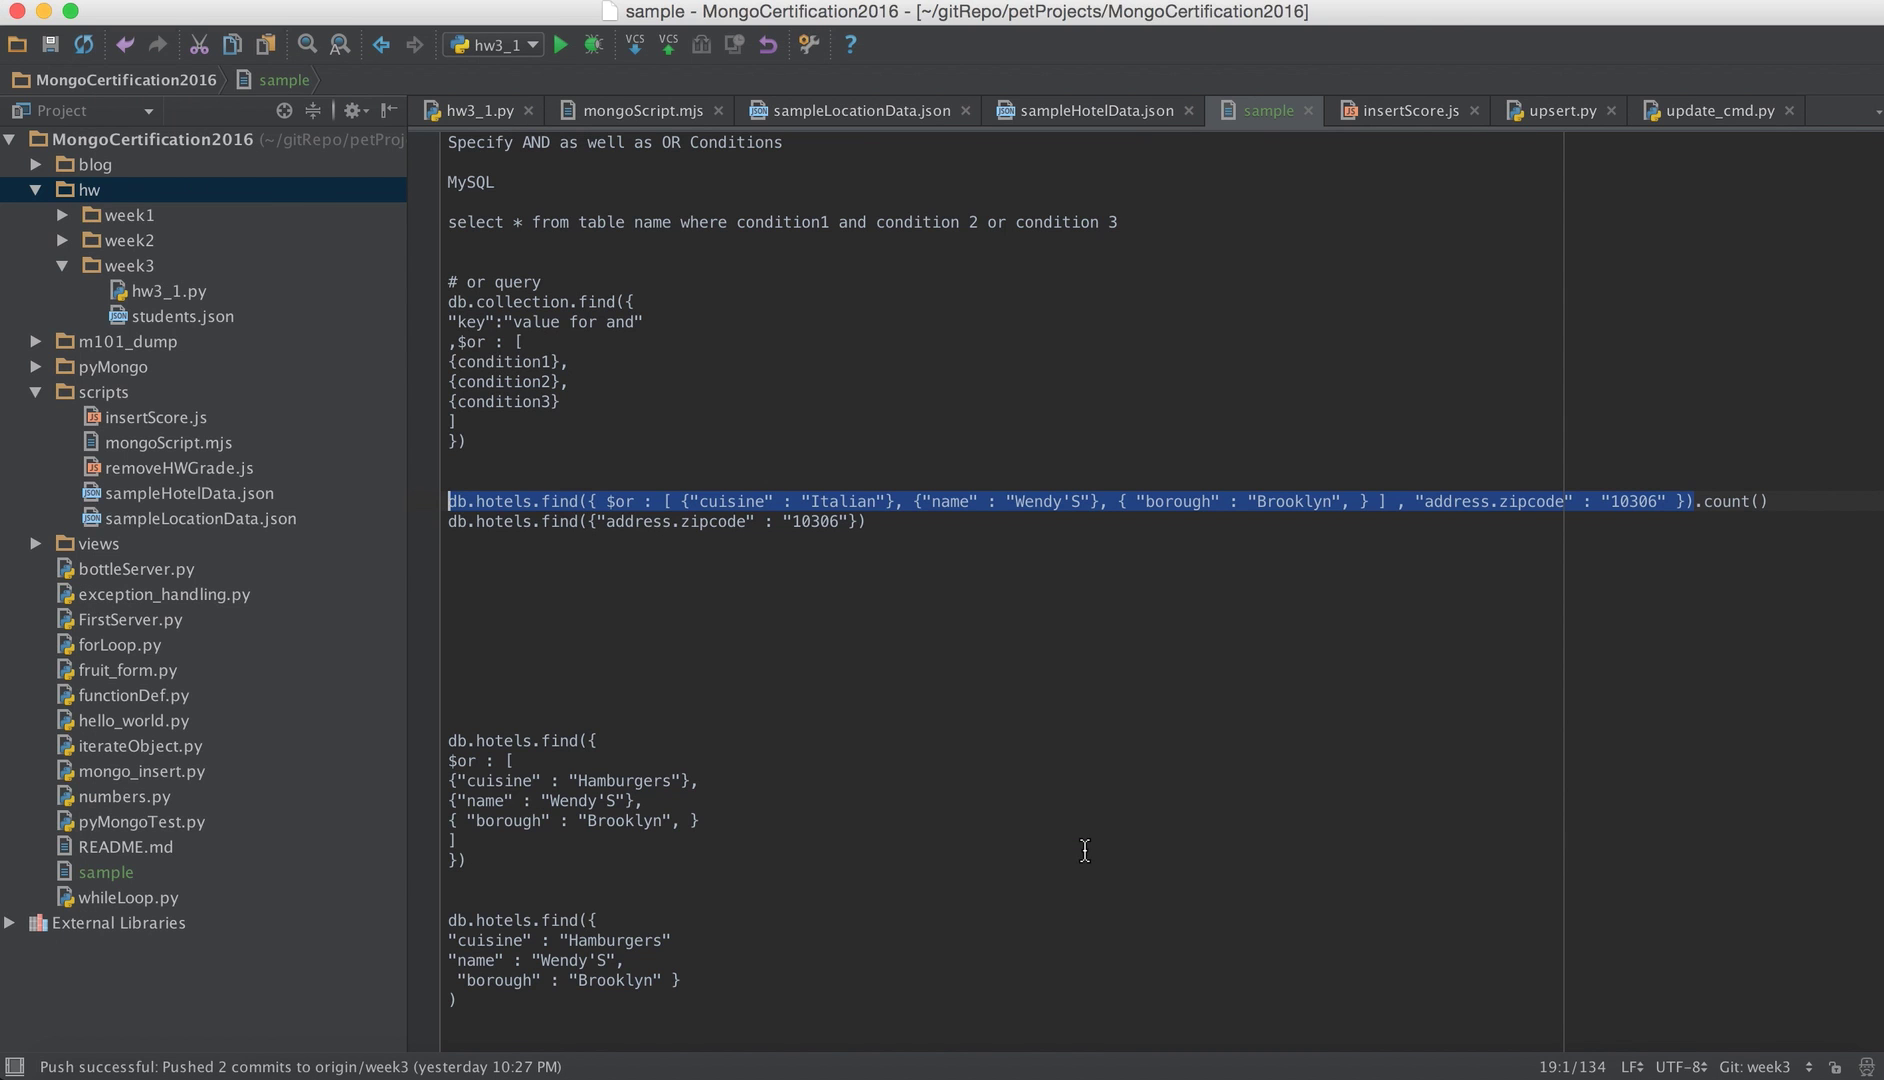 sample - MongoCertification2016 - [~/gitRepo/petProjects/MongoCertification2016]
hw3_1
VCS
VCS
?
MongoCertification2016
sample
Project
hw3_1.py
mongoScript.mjs
sampleLocationData.json
sampleHotelData.json
sample
insertScore.js
upsert.py
update_cmd.py
MongoCertification2016 (~/gitRepo/petProj
blog
hw
week1
week2
week3
hw3_1.py
students.json
m101_dump
pyMongo
scripts
insertScore.js
mongoScript.mjs
removeHWGrade.js
sampleHotelData.json
sampleLocationData.json
views
bottleServer.py
exception_handling.py
FirstServer.py
forLoop.py
fruit_form.py
functionDef.py
hello_world.py
iterateObject.py
mongo_insert.py
numbers.py
pyMongoTest.py
README.md
sample
whileLoop.py
External Libraries
Specify AND as well as OR Conditions
MySQL
select * from table name where condition1 and condition 2 or condition 3
# or query
db.collection.find({
"key":"value for and"
,$or : [
{condition1},
{condition2},
{condition3}
]
})
db.hotels.find({ $or : [ {"cuisine" : "Italian"}, {"name" : "Wendy'S"}, { "borough" : "Brooklyn", } ] , "address.zipcode" : "10306" }).count()
db.hotels.find({"address.zipcode" : "10306"})
db.hotels.find({
$or : [
{"cuisine" : "Hamburgers"},
{"name" : "Wendy'S"},
{ "borough" : "Brooklyn", }
]
})
db.hotels.find({
"cuisine" : "Hamburgers"
"name" : "Wendy'S",
"borough" : "Brooklyn" }
)
Push successful: Pushed 2 commits to origin/week3 (yesterday 10:27 PM)
19:1/134 LF UTF-8 Git: week3